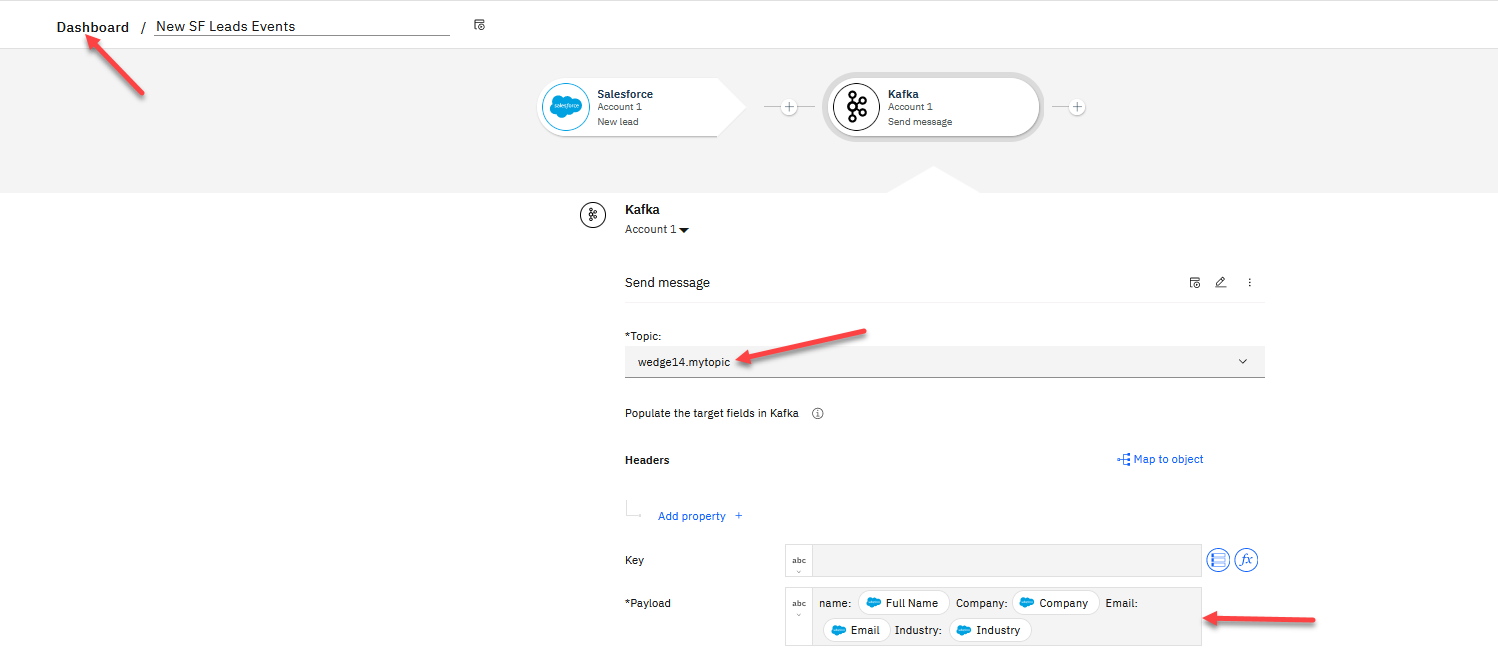 Dashboard / New SF Leads Events
Salesforce
Account 1
New lead
salesforce
Kafka
Account 1
Send message
Kafka
Account 1
Send message
*Topic:
wedge14.mytopic
Populate the target fields in Kafka
Headers
Map to object
Add property +
Key
abc
fx
*Payload
abc
name: Full Name Company: Company Email:
Email Industry: Industry